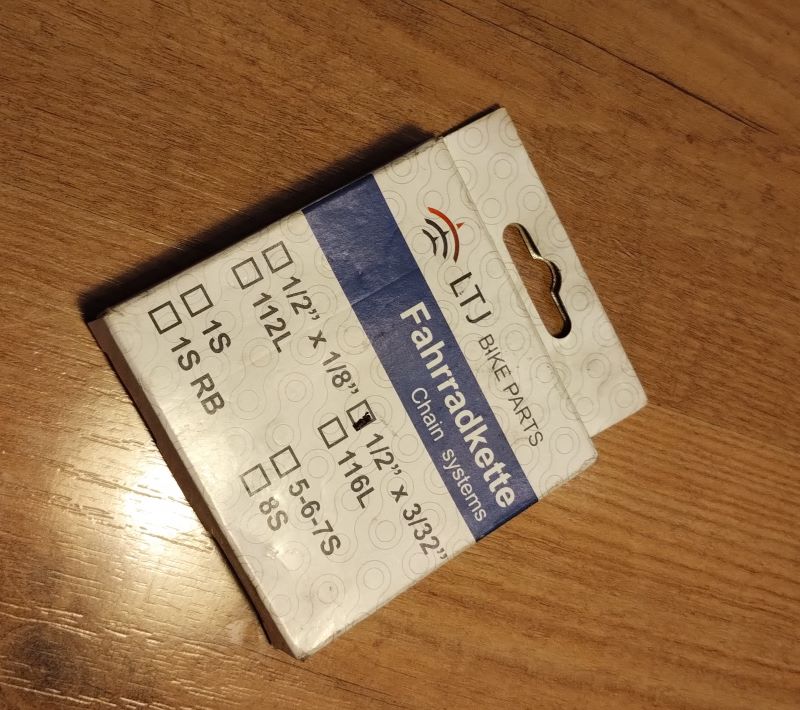 LTJ BIKE PARTS
Fahrradkette
Chain systems
1/2” x 1/8” 1/2” x 3/32”
112L 116L
1S 5-6-7S
1S RB 8S